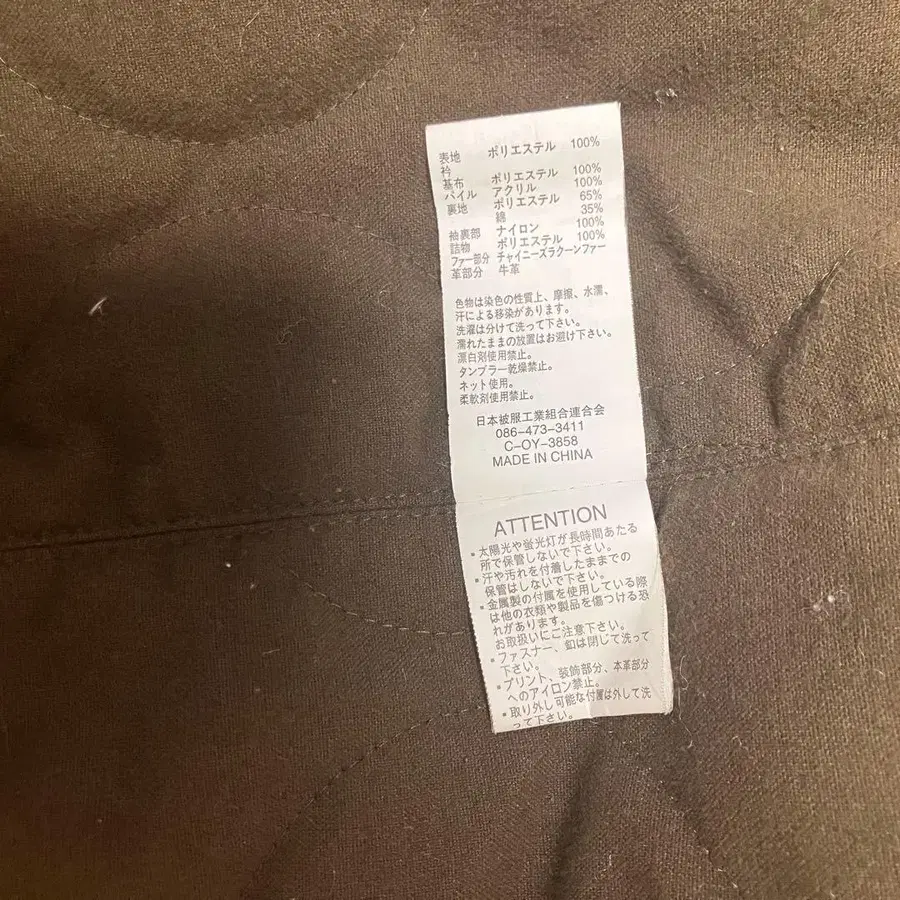 表地 ポリエステル 100%
衿
基布 ポリエステル 100%
パイル アクリル 100%
裏地 ポリエステル 65%
綿 35%
袖裏部 ナイロン 100%
詰物 ポリエステル 100%
ファー部分 チャイニーズラクーンファー
革部分 牛革
色物は染色の性質上、摩擦、水濡、
汗による移染があります。
洗濯は分けて洗って下さい。
濡れたままの放置はお避け下さい。
漂白剤使用禁止。
タンブラー乾燥禁止。
ネット使用。
柔軟剤使用禁止。
日本被服工業組合連合会
086-473-3411
C-OY-3858
MADE IN CHINA
ATTENTION
・太陽光や蛍光灯が長時間あたる
所で保管しないで下さい。
・汗や汚れを付着したままでの
保管はしないで下さい。
・金属製の付属を使用している際
は他の衣類や製品を傷つける恐
れがあります。
お取扱いにご注意下さい。
・ファスナー、釦は閉じて洗って
下さい。
・プリント、装飾部分、本革部分
へのアイロン禁止。
・取り外し可能な付属は外して洗
って下さい。